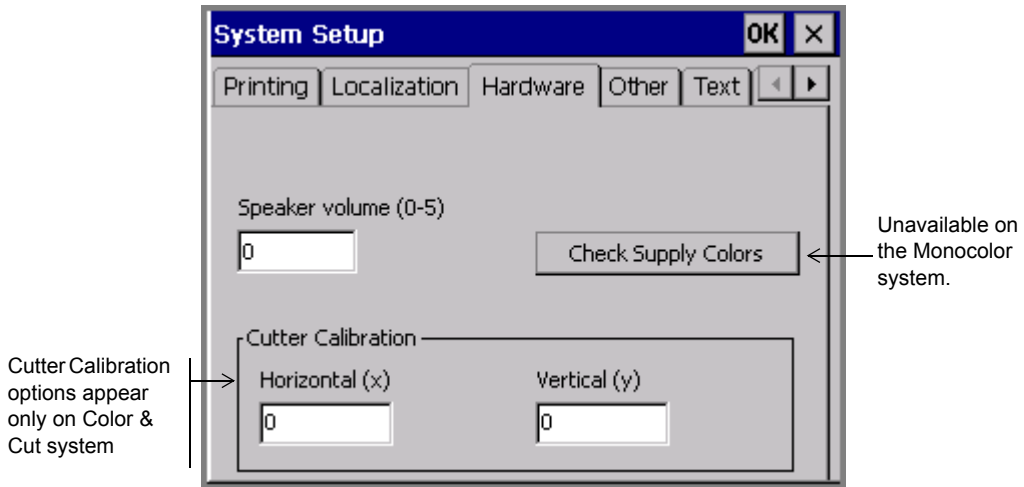 System Setup OK ×
Printing Localization Hardware Other Text
Speaker volume (0-5)
0
Check Supply Colors
Unavailable on
the Monocolor
system.
Cutter Calibration
Horizontal (x) Vertical (y)
0 0
Cutter Calibration
options appear
only on Color &
Cut system